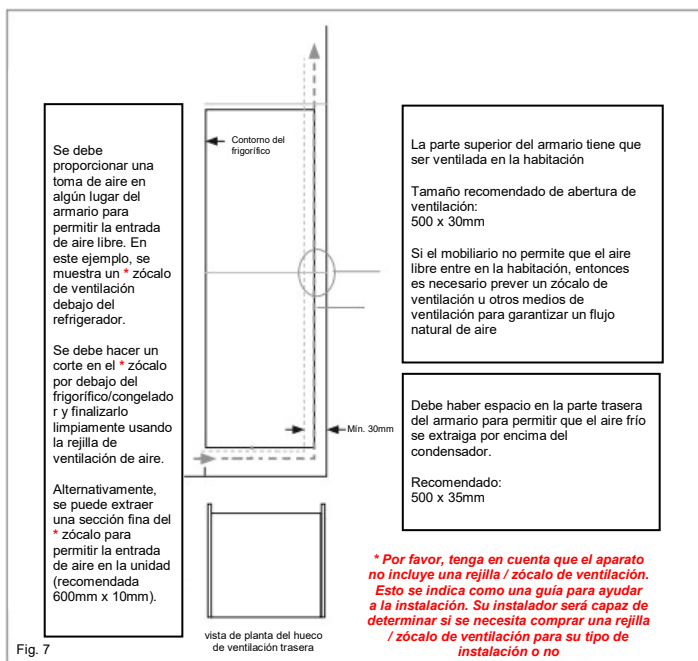 Se debe
proporcionar una
toma de aire en
algún lugar del
armario para
permitir la entrada
de aire libre. En
este ejemplo, se
muestra un * zócalo
de ventilación
debajo del
refrigerador.
Se debe hacer un
corte en el * zócalo
por debajo del
frigorífico/congelado
r y finalizarlo
limpiamente usando
la rejilla de
ventilación de aire.
Alternativamente,
se puede extraer
una sección fina del
* zócalo para
permitir la entrada
de aire en la unidad
(recomendada
600mm x 10mm).
Fig. 7
Contorno del
frigorífico
Mín. 30mm
vista de planta del hueco
de ventilación trasera
La parte superior del armario tiene que
ser ventilada en la habitación
Tamaño recomendado de abertura de
ventilación:
500 x 30mm
Si el mobiliario no permite que el aire
libre entre en la habitación, entonces
es necesario prever un zócalo de
ventilación u otros medios de
ventilación para garantizar un flujo
natural de aire
Debe haber espacio en la parte trasera
del armario para permitir que el aire frío
se extraiga por encima del
condensador.
Recomendado:
500 x 35mm
* Por favor, tenga en cuenta que el aparato
no incluye una rejilla / zócalo de ventilación.
Esto se indica como una guía para ayudar
a la instalación. Su instalador será capaz de
determinar si se necesita comprar una rejilla
/ zócalo de ventilación para su tipo de
instalación o no